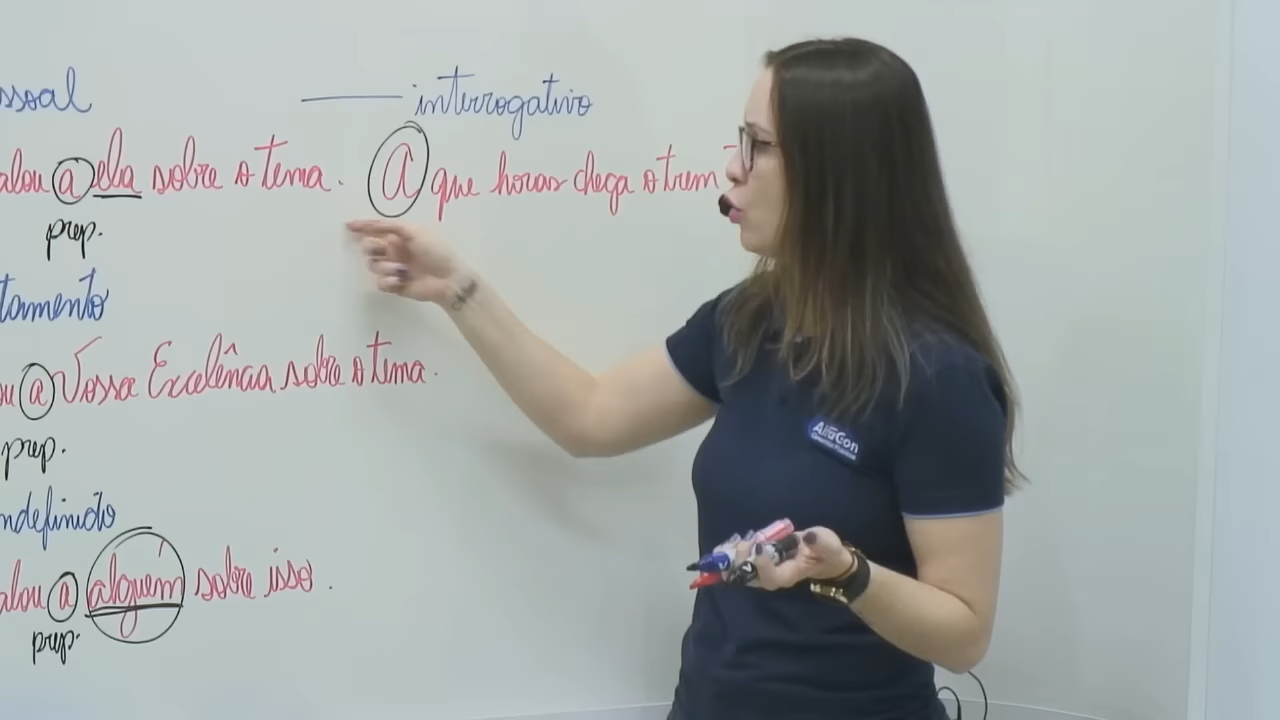 ssoal
interrogativo
alou a ela sobre o tema.
A que horas chega o trem
prep.
tamento
ou a Vossa Excelência sobre o tema.
prep.
ndefinido
alou a alguém sobre isso.
prep.
AlfaCon